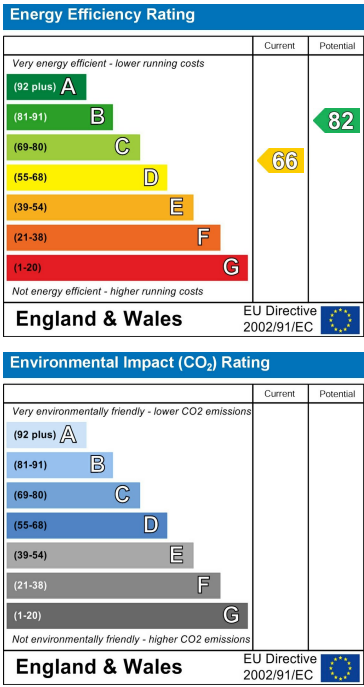 Energy Efficiency Rating
Current Potential
Very energy efficient - lower running costs
(92 plus) A
(81-91) B
82
(69-80) C
66
(55-68) D
(39-54) E
(21-38) F
(1-20) G
Not energy efficient - higher running costs
England & Wales
EU Directive
2002/91/EC
Environmental Impact (CO₂) Rating
Current Potential
Very environmentally friendly - lower CO2 emissions
(92 plus) A
(81-91) B
(69-80) C
(55-68) D
(39-54) E
(21-38) F
(1-20) G
Not environmentally friendly - higher CO2 emissions
England & Wales
EU Directive
2002/91/EC